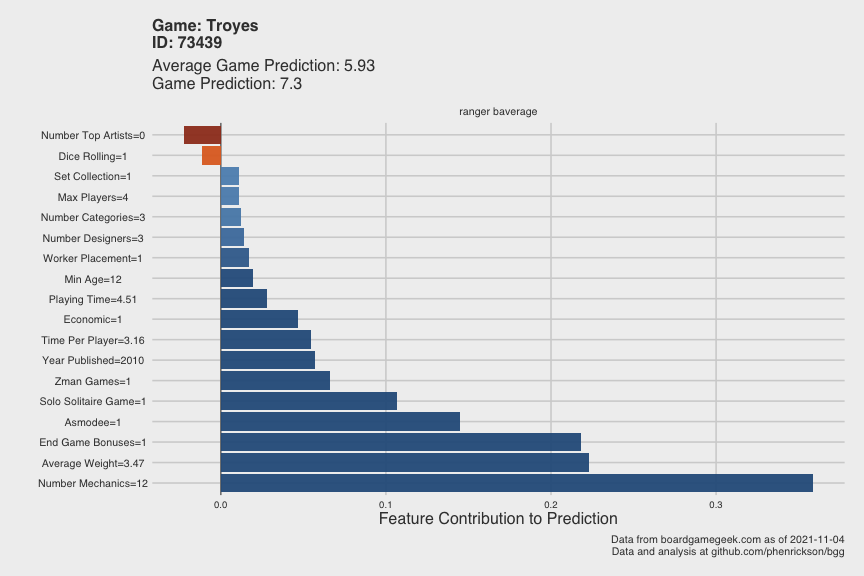 Game: Troyes
ID: 73439
Average Game Prediction: 5.93
Game Prediction: 7.3
ranger baverage
Number Top Artists=0
Dice Rolling=1
Set Collection=1
Max Players=4
Number Categories=3
Number Designers=3
Worker Placement=1
Min Age=12
Playing Time=4.51
Economic=1
Time Per Player=3.16
Year Published=2010
Zman Games=1
Solo Solitaire Game=1
Asmodee=1
End Game Bonuses=1
Average Weight=3.47
Number Mechanics=12
0.0 0.1 0.2 0.3
Feature Contribution to Prediction
Data from boardgamegeek.com as of 2021-11-04
Data and analysis at github.com/phenrickson/bgg